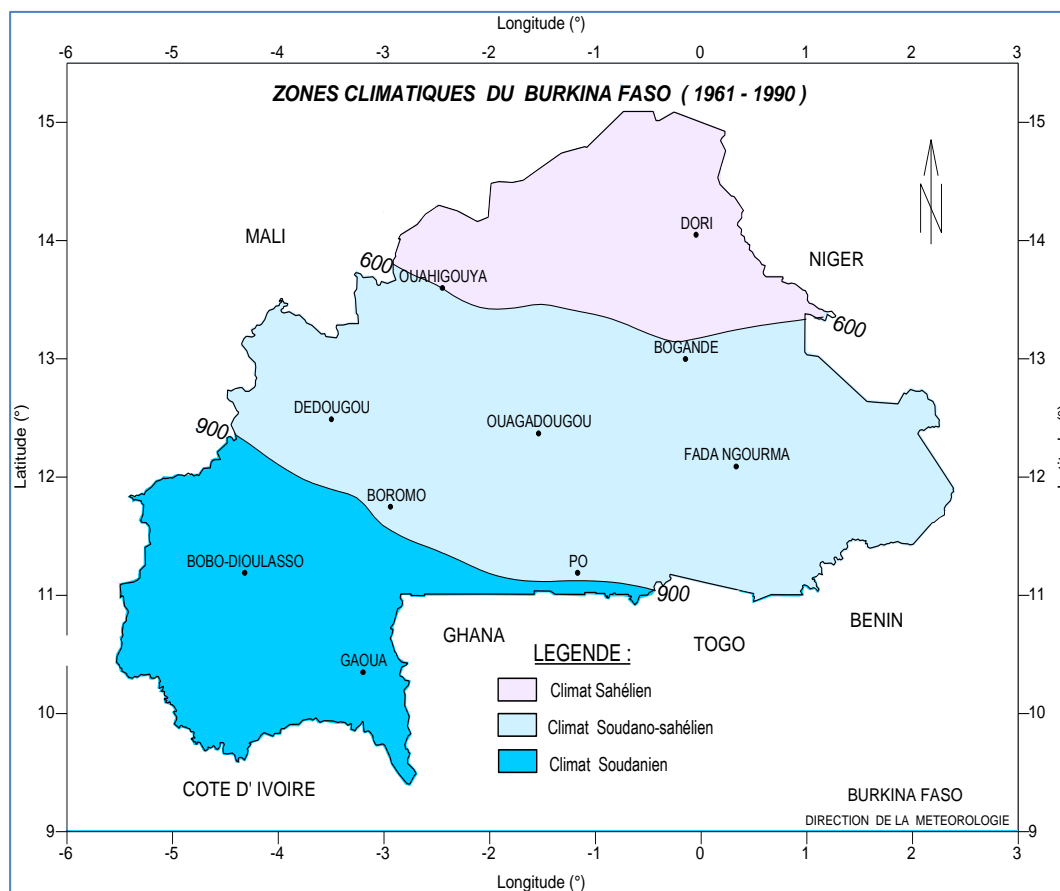 Longitude (°)
-6 -5 -4 -3 -2 -1 0 1 2 3
ZONES CLIMATIQUES DU BURKINA FASO ( 1961 - 1990 )
15 15
DORI
14 MALI 14
NIGER
600
OUAHIGOUYA
600
13 BOGANDE 13
DEDOUGOU
OUAGADOUGOU
900
FADA NGOURMA
Latitude (°)
12 12
BOROMO
BOBO-DIOULASSO
PO
11 900 11
BENIN
GHANA
TOGO
LEGENDE :
GAOUA
Climat Sahélien
10 Climat Soudano-sahélien 10
Climat Soudanien
COTE D' IVOIRE
BURKINA FASO
DIRECTION DE LA METEOROLOGIE
9 9
-6 -5 -4 -3 -2 -1 0 1 2 3
Longitude (°)